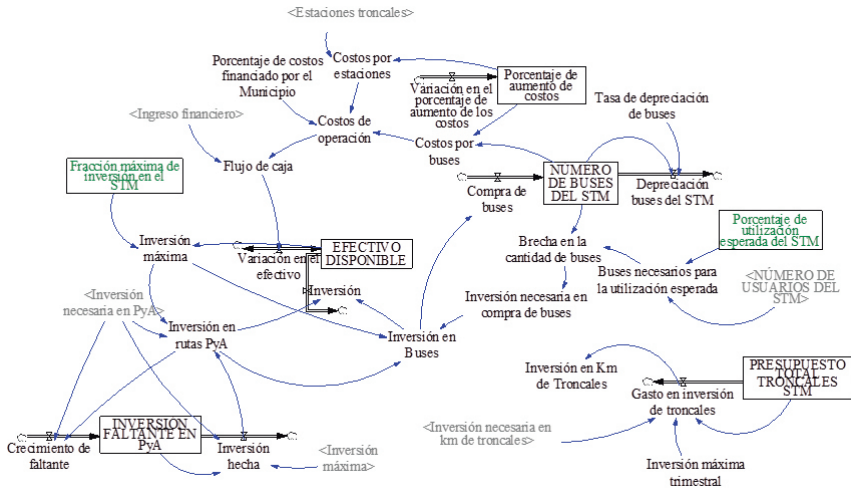 <Estaciones troncales>
Porcentaje de costos
financiado por el
Municipio
Costos por
estaciones
Variación en el
porcentaje de
aumento de los
costos
Porcentaje de
aumento de
costos
Tasa de depreciación
de buses
<Ingreso financiero>
Costos de
operación
Costos por
buses
Flujo de caja
Fracción máxima de
inversión en el
STM
Compra de
buses
NUMERO
DE BUSES
DEL STM
Depreciación
buses del STM
Porcentaje de
utilización
esperada del STM
Inversión
máxima
Variación en el
efectivo
EFECTIVO
DISPONIBLE
Brecha en la
cantidad de buses
Buses necesarios para
la utilización esperada
<NÚMERO DE
USUARIOS DEL
STM>
<Inversión
necesaria en PyA>
Inversión
Inversión necesaria en
compra de buses
Inversión en
rutas PyA
Inversión en
Buses
Inversión en Km
de Troncales
PRESUPUESTO
TOTAL
TRONCALES
STM
Gasto en inversión
de troncales
<Inversión necesaria en
km de troncales>
Inversión máxima
trimestral
Crecimiento de
faltante
INVERSION
FALTANTE EN
PyA
Inversión
hecha
<Inversión
máxima>